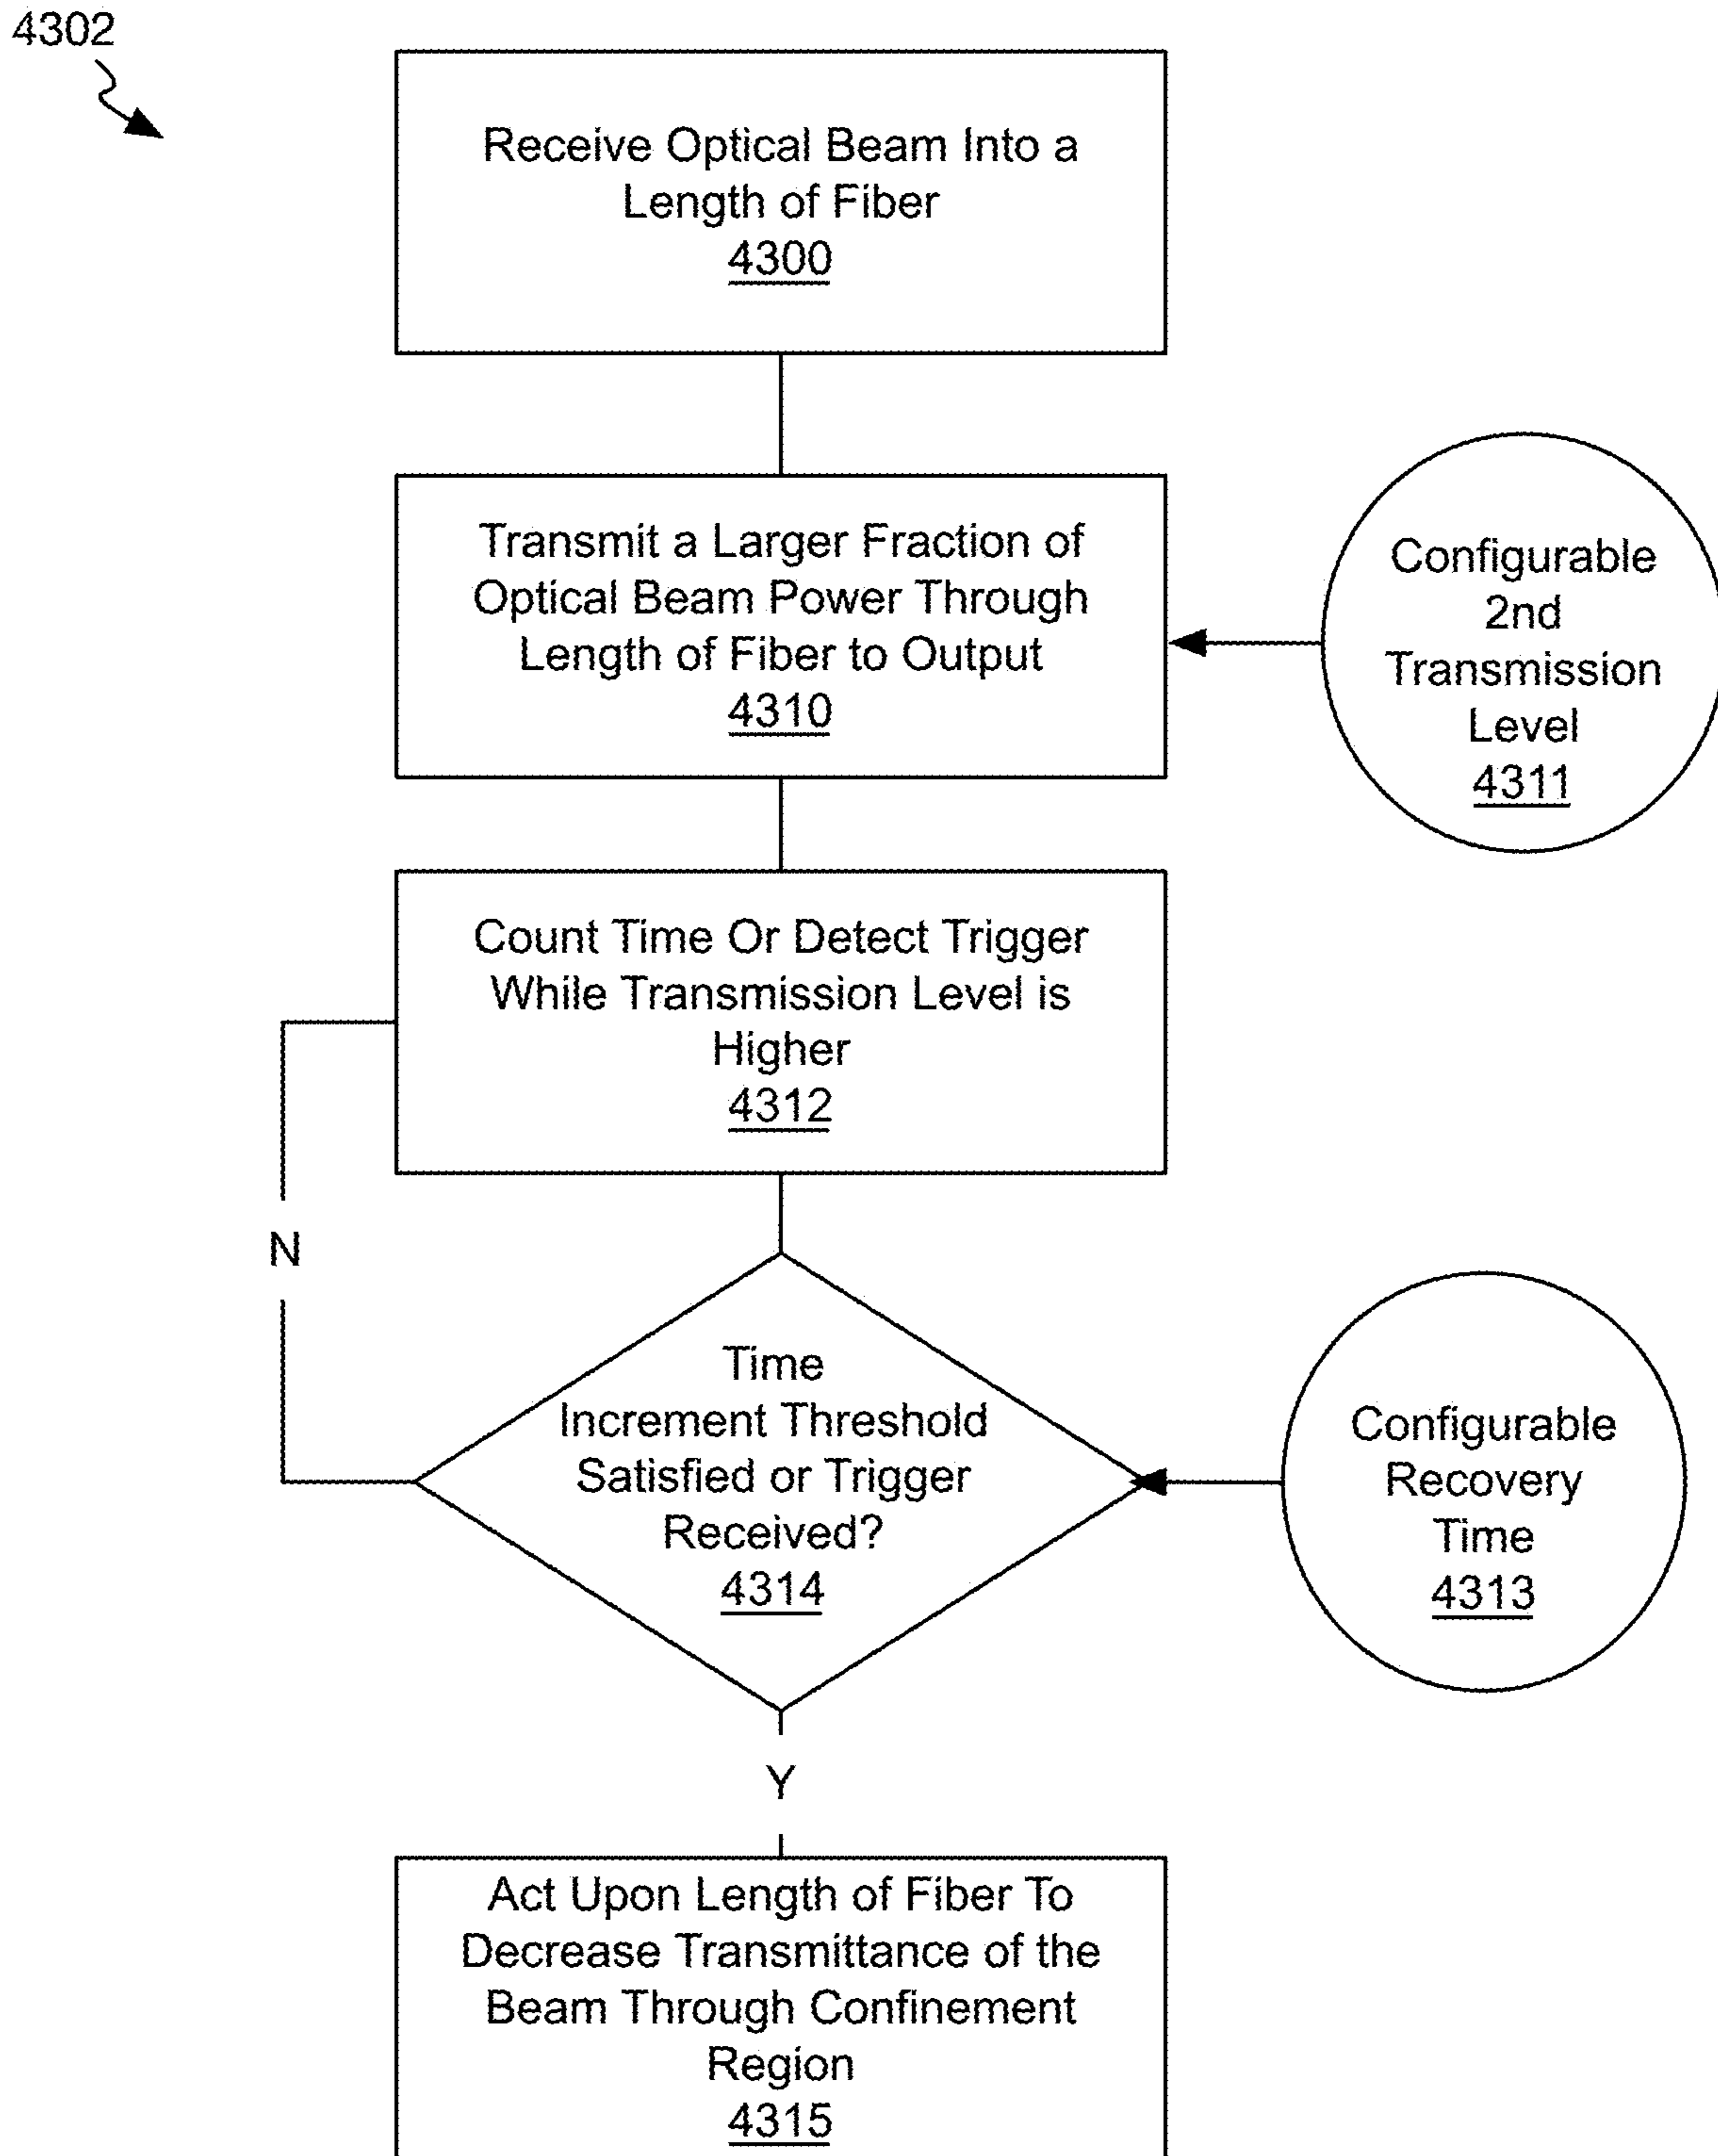 4302
Receive Optical Beam Into a
Length of Fiber
4300
Transmit a Larger Fraction of
Optical Beam Power Through
Length of Fiber to Output
4310
Configurable
2nd
Transmission
Level
4311
Count Time Or Detect Trigger
While Transmission Level is
Higher
4312
N
Time
Increment Threshold
Satisfied or Trigger
Received?
4314
Configurable
Recovery
Time
4313
Y
Act Upon Length of Fiber To
Decrease Transmittance of the
Beam Through Confinement
Region
4315